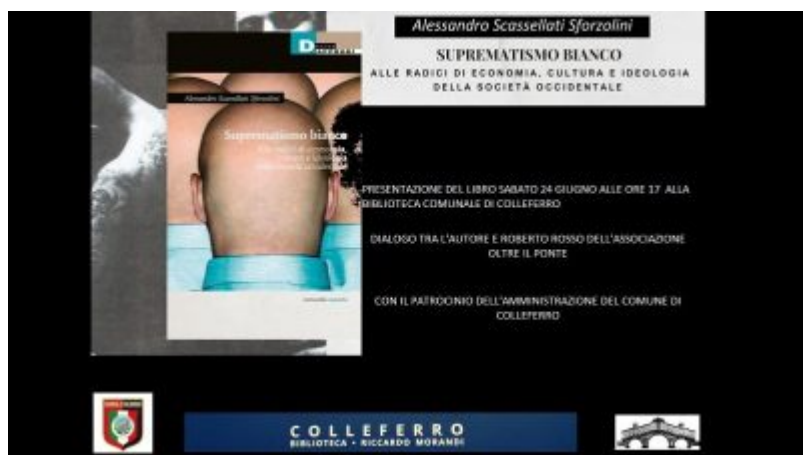 Alessandro Scassellati Sforzolini
SUPREMATISMO BIANCO
ALLE RADICI DI ECONOMIA, CULTURA E IDEOLOGIA
DELLA SOCIETÀ OCCIDENTALE
Alessandro Scassellati Sforzolini
Suprematismo bianco
PRESENTAZIONE DEL LIBRO SABATO 24 GIUGNO ALLE ORE 17 ALLA
BIBLIOTECA COMUNALE DI COLLEFERRO
DIALOGO TRA L'AUTORE E ROBERTO ROSSO DELL'ASSOCIAZIONE
OLTRE IL PONTE
CON IL PATROCINIO DELL'AMMINISTRAZIONE DEL COMUNE DI
COLLEFERRO
COLLEFERRO
BIBLIOTECA • RICCARDO MORANDI